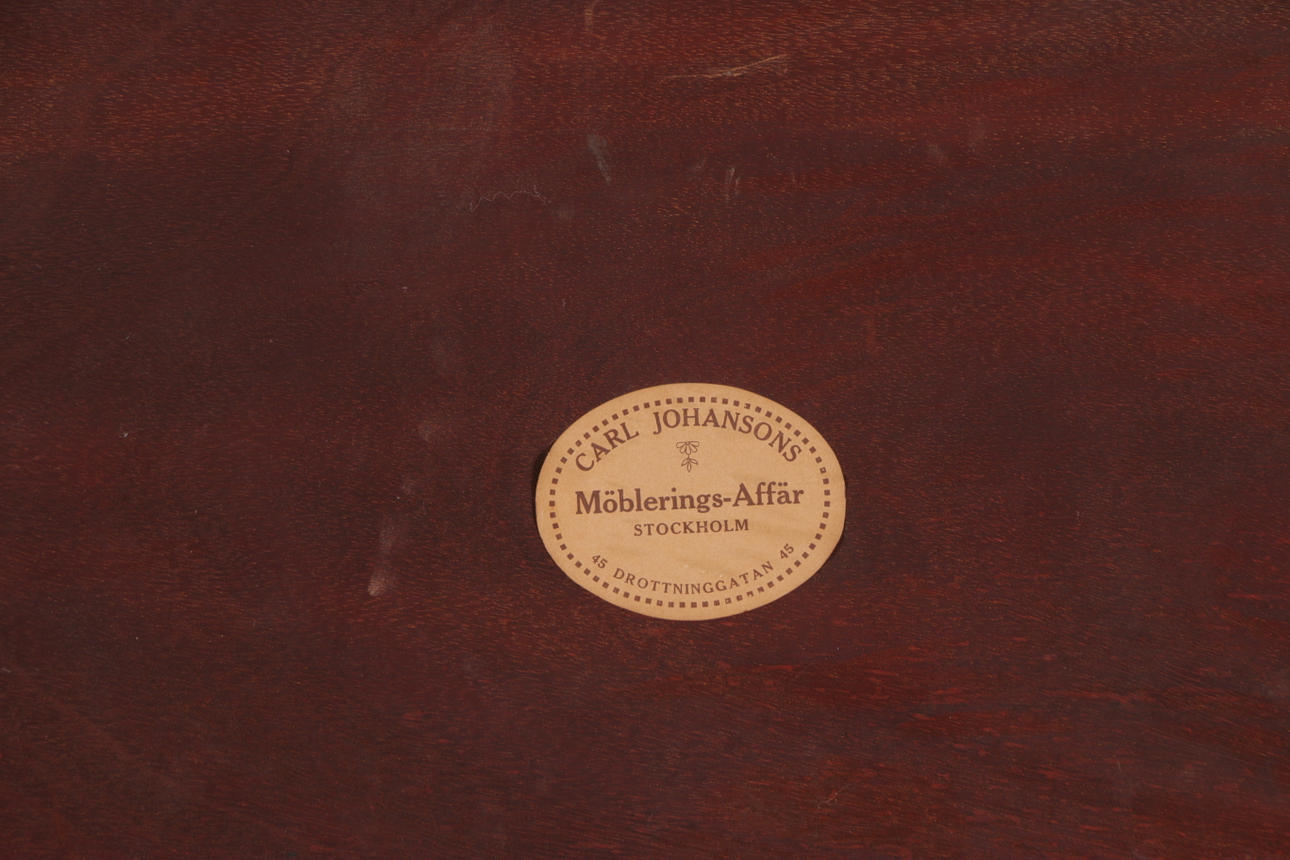 CARL JOHANSONS
Möblerings-Affär
STOCKHOLM
45 DROTTNINGGATAN 45